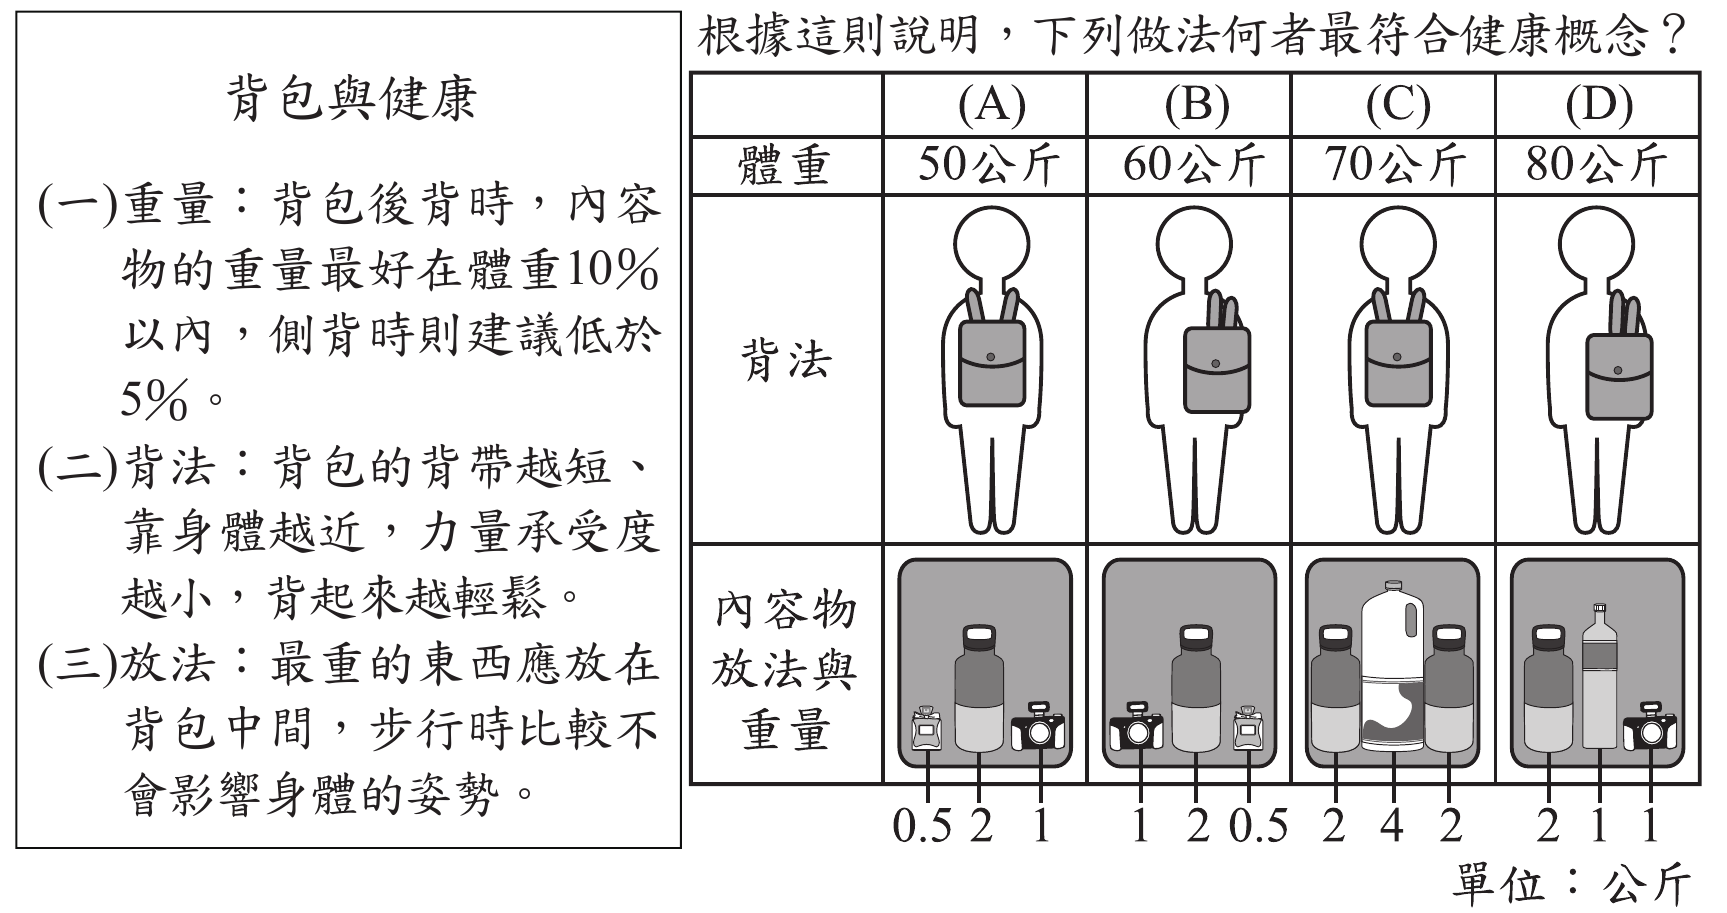 背包與健康
(一)重量：背包後背時，內容
物的重量最好在體重10%
以內，側背時則建議低於
5%。
(二)背法：背包的背帶越短、
靠身體越近，力量承受度
越小，背起來越輕鬆。
(三)放法：最重的東西應放在
背包中間，步行時比較不
會影響身體的姿勢。
根據這則說明，下列做法何者最符合健康概念？
(A) (B) (C) (D)
體重 50公斤 60公斤 70公斤 80公斤
背法
內容物
放法與
重量
0.5 2 1 1 2 0.5 2 4 2 2 1 1
單位：公斤